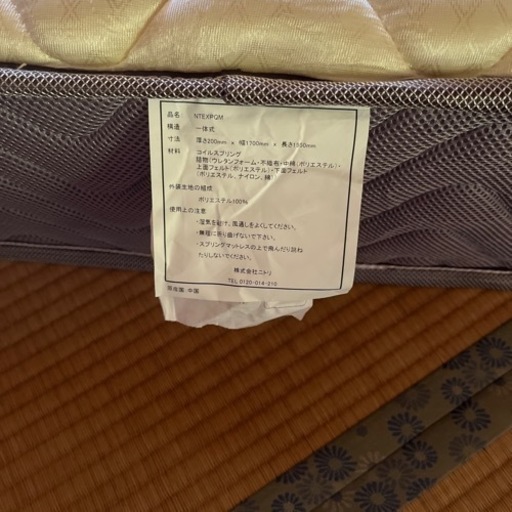 品名 NTEXPQM
構造 一体式
寸法 厚さ200mm × 幅1700mm × 長さ1800mm
材料 コイルスプリング
詰物(ウレタンフォーム・不織布・中綿(ポリエステル)・
上面フェルト(ポリエステル)・下面フェルト
(ポリエステル、ナイロン、綿)
外装生地の組成
ポリエステル100%
使用上の注意
・湿気を避け、風通しをよくしてください。
・無理に折り曲げないで下さい。
・スプリングマットレスの上で飛んだり跳ね
たりしないでください。
株式会社ニトリ
TEL 0120-014-210
原産国 中国